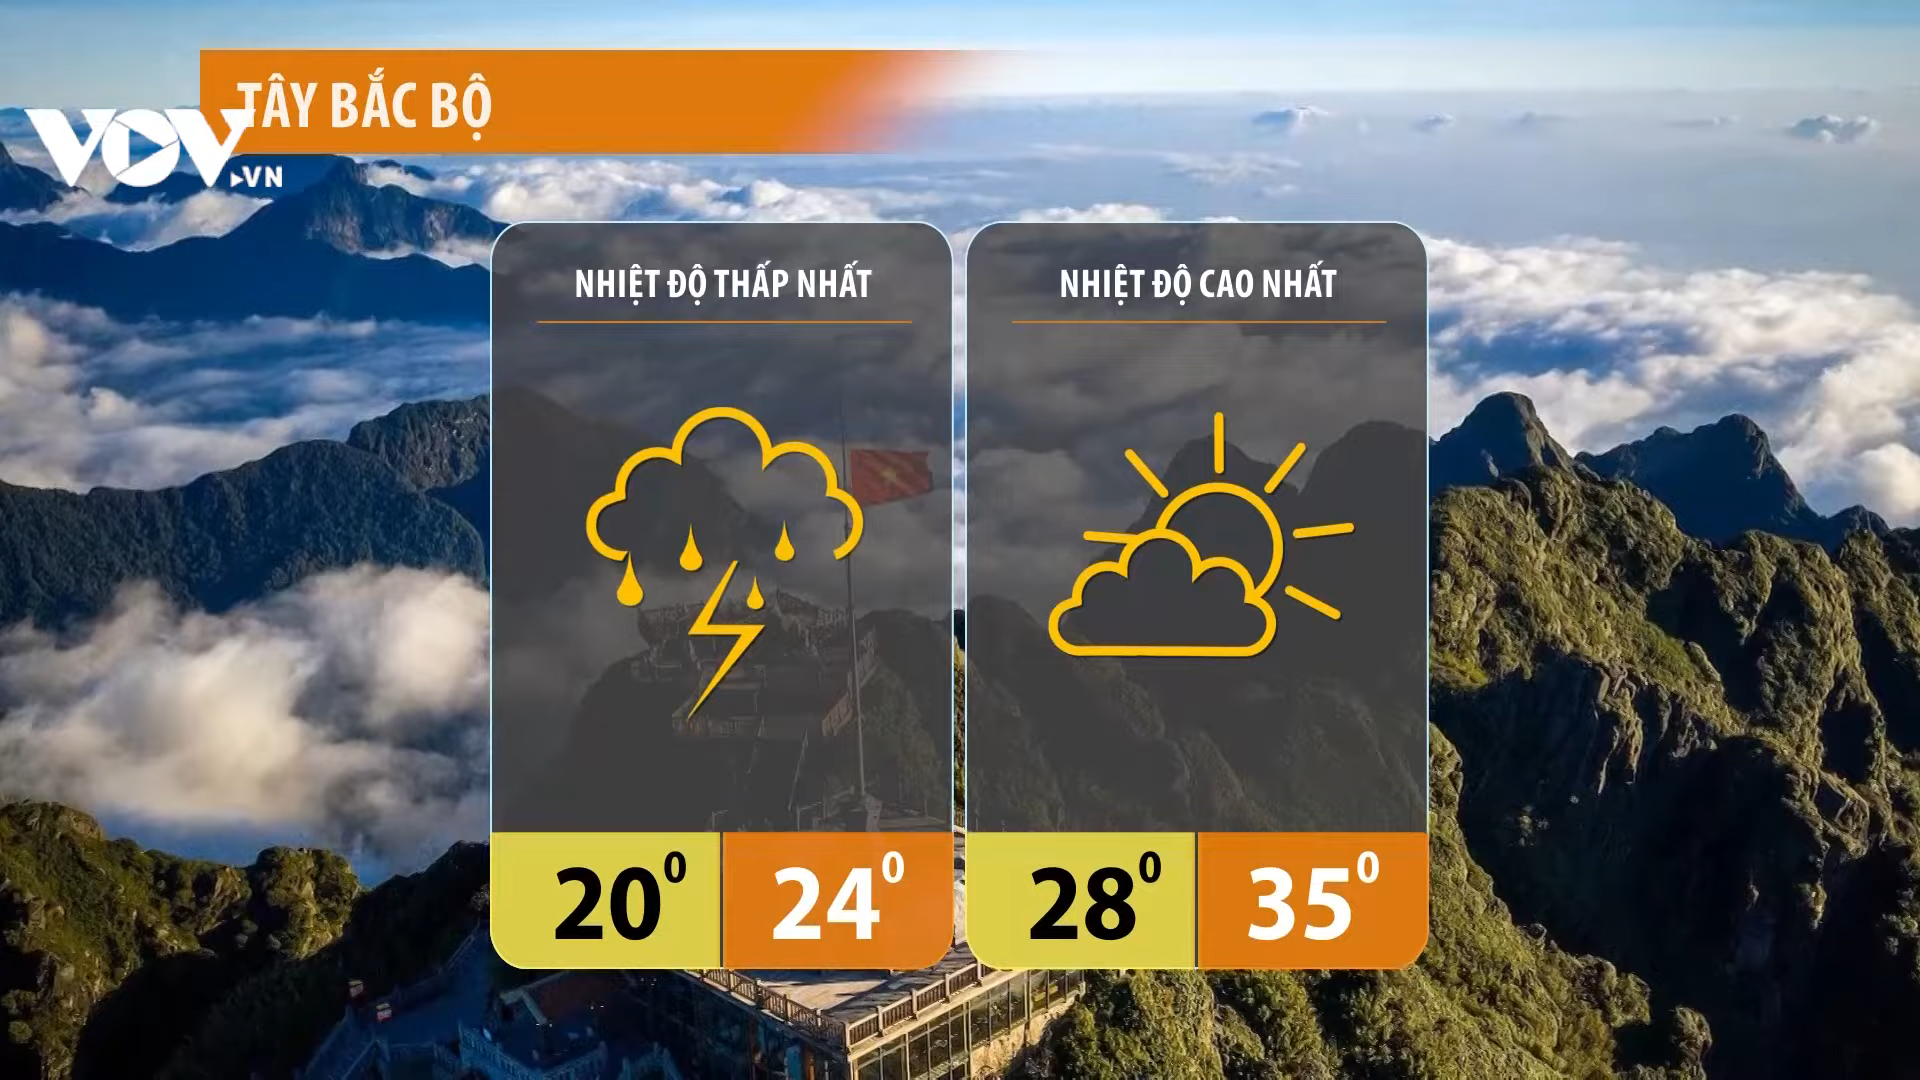 TÂY BẮC BỘ
VOV
.VN
NHIỆT ĐỘ THẤP NHẤT
NHIỆT ĐỘ CAO NHẤT
20⁰ 24⁰ 28⁰ 35⁰